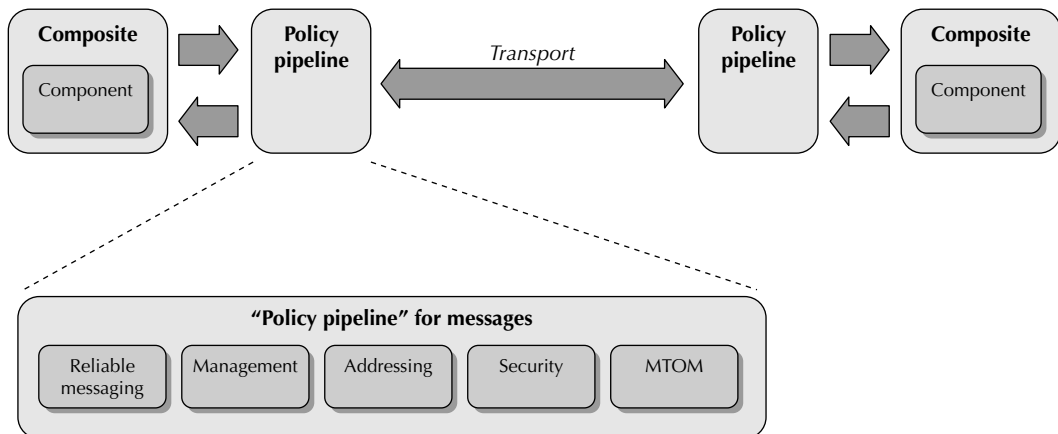 Composite
Component
Policy
pipeline
Transport
Policy
pipeline
Composite
Component
“Policy pipeline” for messages
Reliable
messaging
Management
Addressing
Security
MTOM